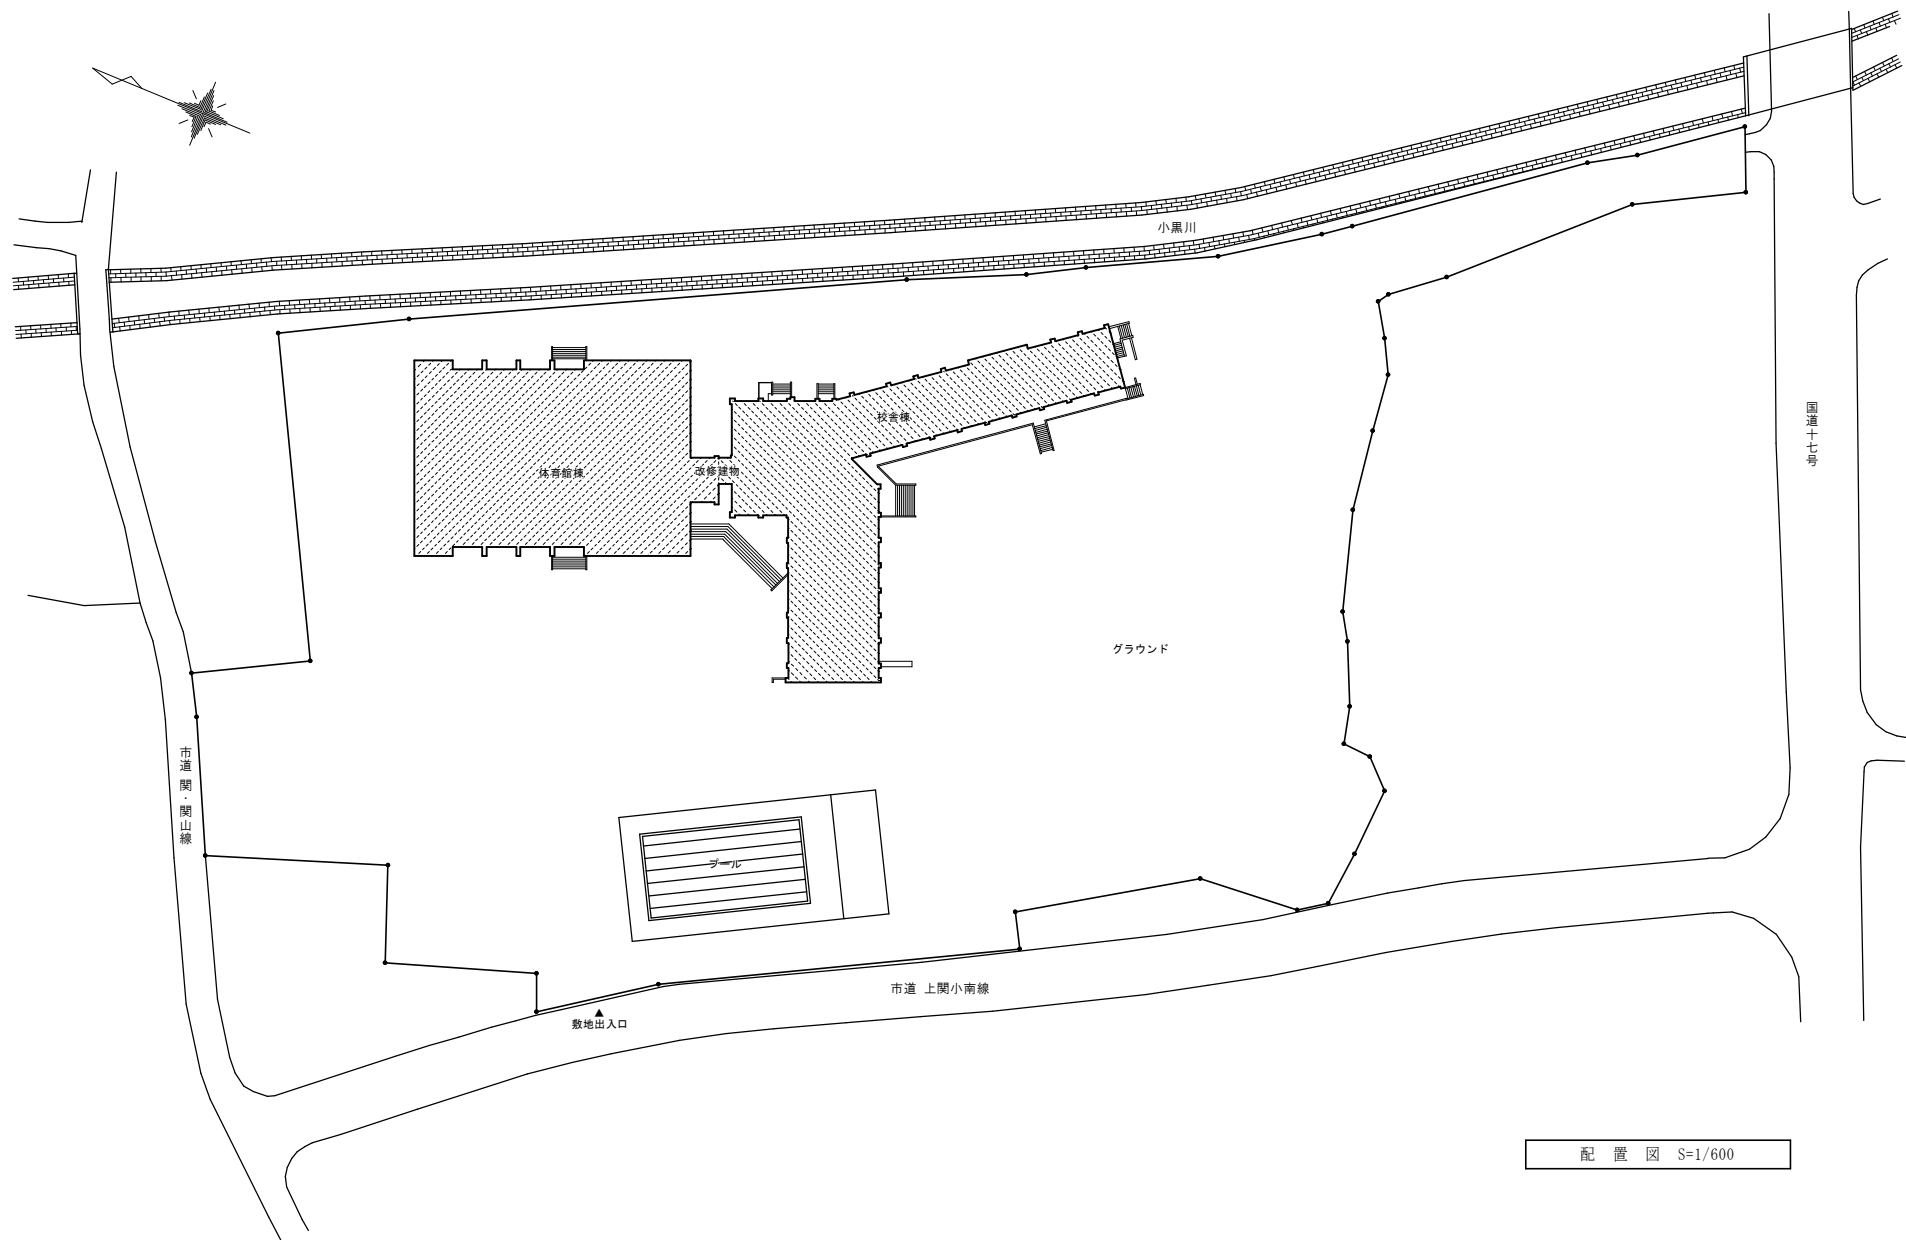 小黒川
国道十七号
校舎棟
体育館棟
改修建物
グラウンド
市道 関・関山線
プール
市道 上関小南線
▲
敷地出入口
配 置 図 S=1/600